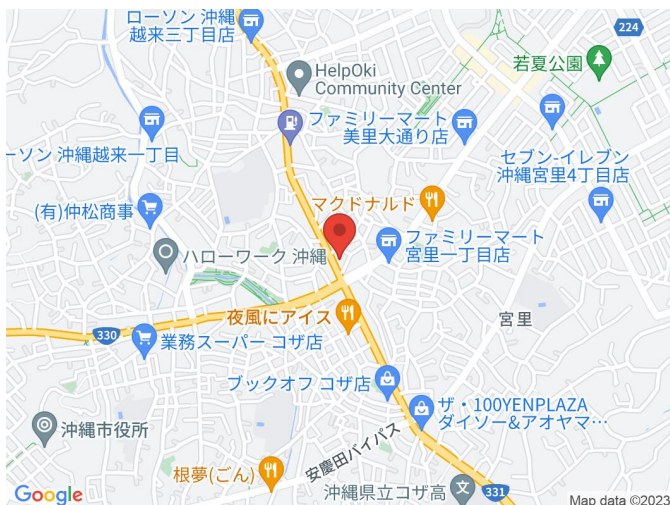 ローソン 沖縄
越来三丁目店
224
若夏公園
HelpOki
Community Center
ファミリーマート
美里大通り店
ーソン 沖縄越来一丁目
セブン-イレブン
沖縄宮里4丁目店
マクドナルド
(有)仲松商事
ファミリーマート
宮里一丁目店
ハローワーク 沖縄
夜風にアイス
宮里
330
業務スーパー コザ店
ブックオフ コザ店
ザ・100YENPLAZA
ダイソー&アオヤマ…
沖縄市役所
安慶田バイパス
根夢(ごん)
沖縄県立コザ高
文
331
Google
Map data ©2023